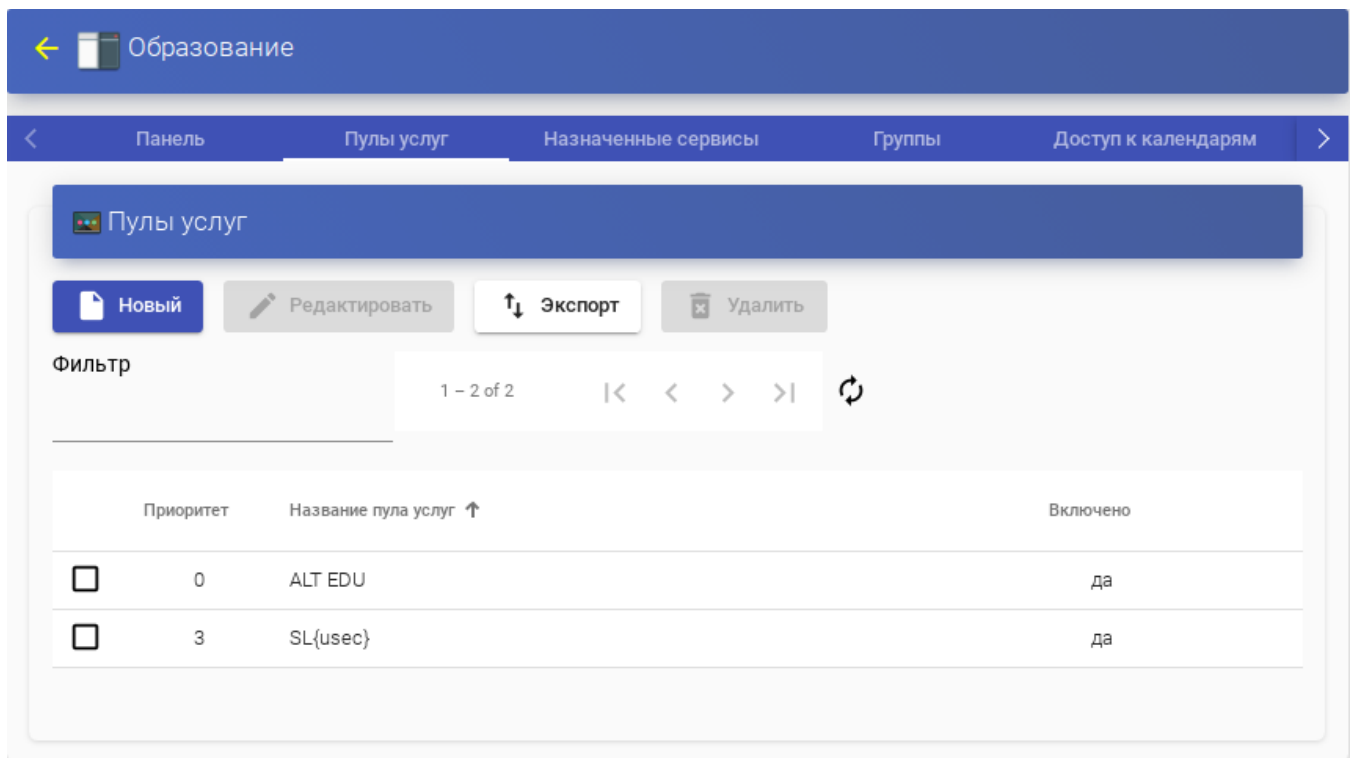 Образование
Панель Пулы услуг Назначенные сервисы Группы Доступ к календарям
Пулы услуг
Новый Редактировать Экспорт Удалить
Фильтр
1 – 2 of 2
Приоритет Название пула услуг Включено
0 ALT EDU да
3 SL{usec} да